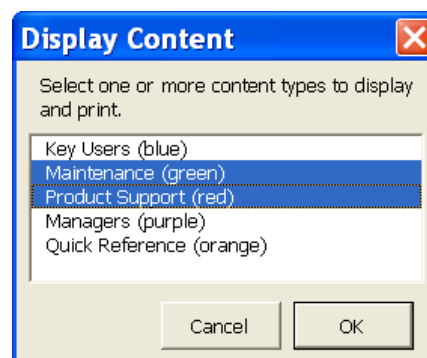 Display Content
Select one or more content types to display
and print.
Key Users (blue)
Maintenance (green)
Product Support (red)
Managers (purple)
Quick Reference (orange)
Cancel
OK